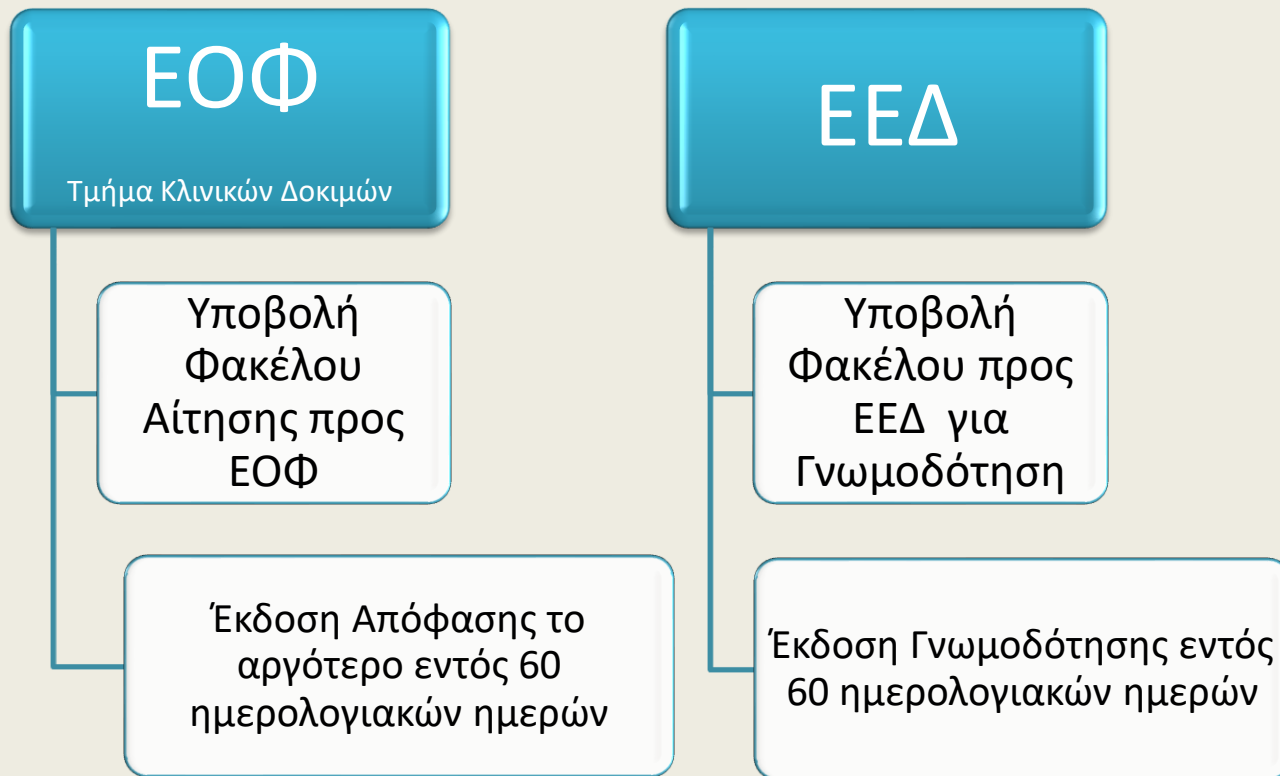 ΕΟΦ
Τμήμα Κλινικών Δοκιμών
Υποβολή
Φακέλου
Αίτησης προς
ΕΟΦ
Έκδοση Απόφασης το
αργότερο εντός 60
ημερολογιακών ημερών
ΕΕΔ
Υποβολή
Φακέλου προς
ΕΕΔ για
Γνωμοδότηση
Έκδοση Γνωμοδότησης εντός
60 ημερολογιακών ημερών